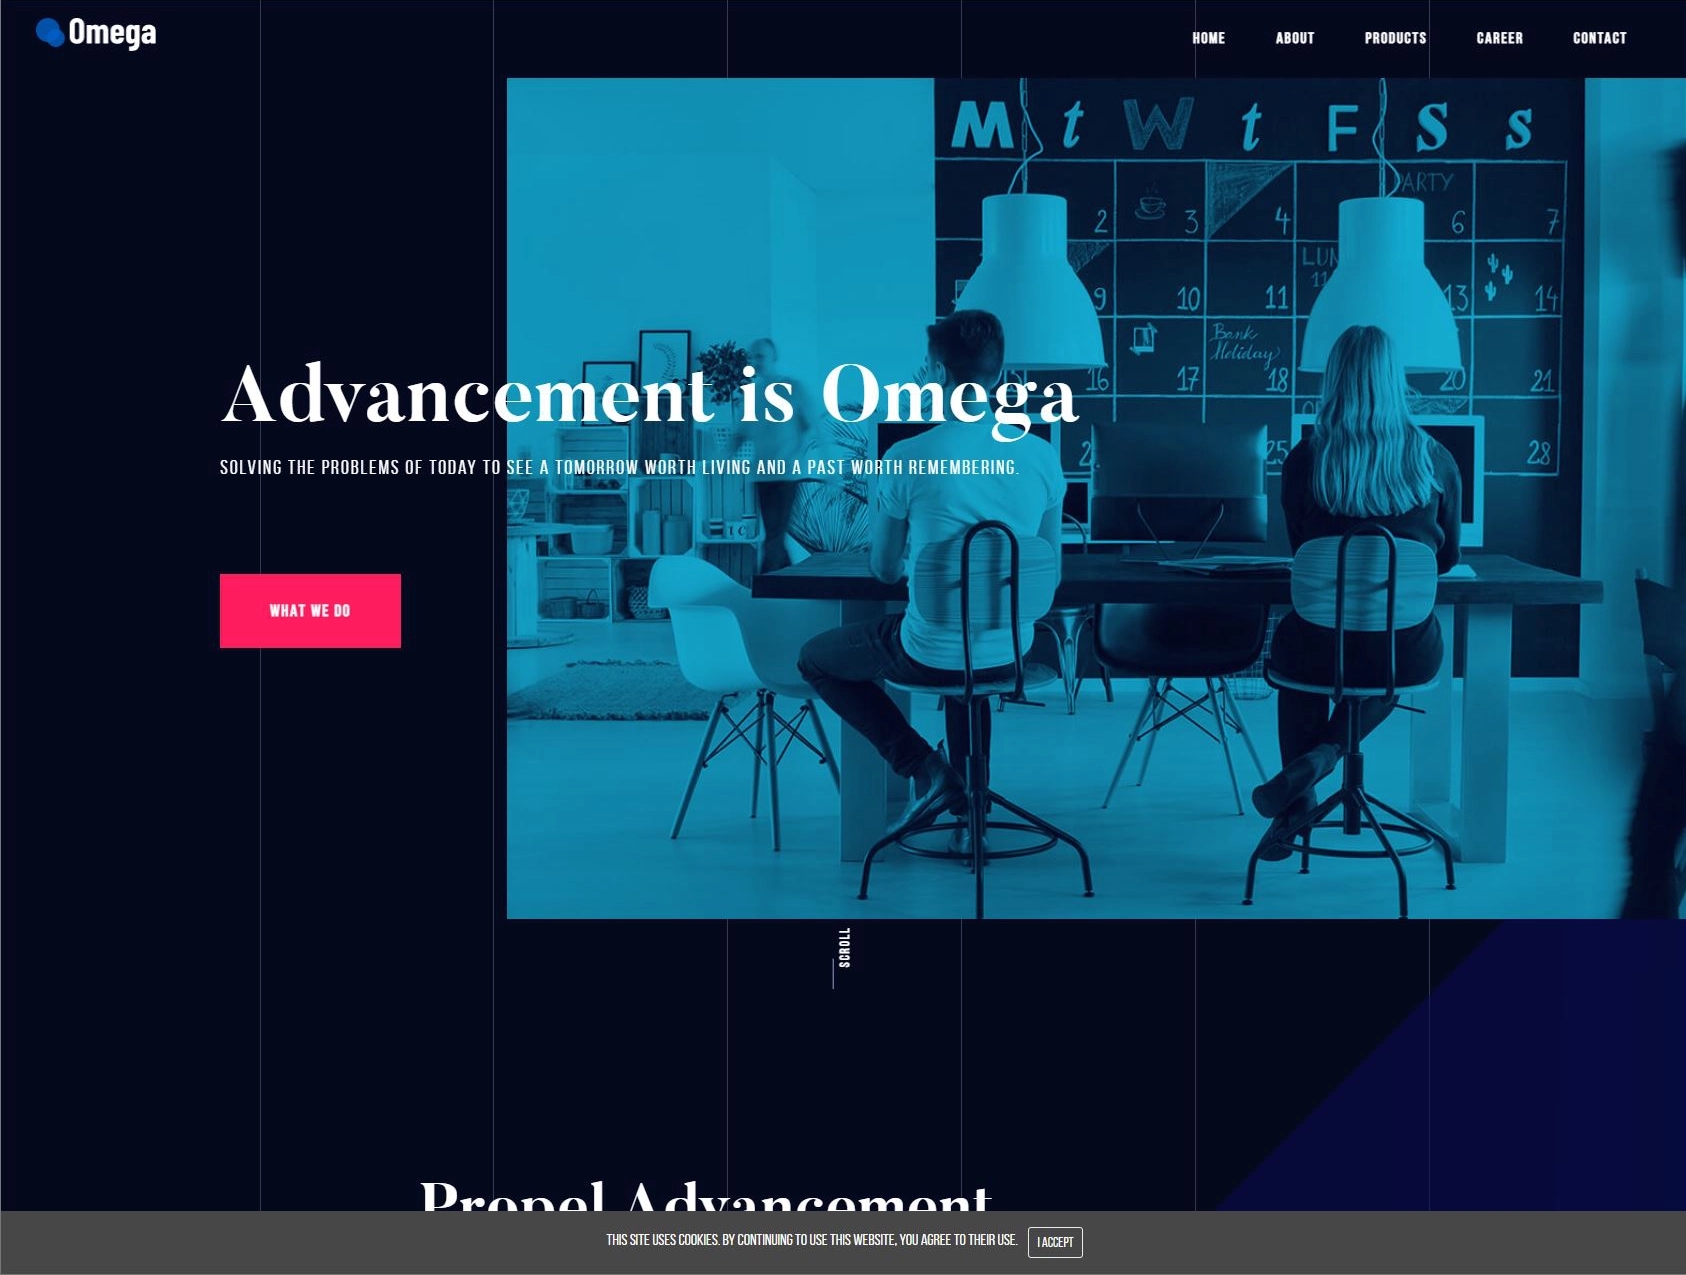 Omega
HOME ABOUT PRODUCTS CAREER CONTACT
M t W t F S s
PARTY
2 3 4 6 7
LUN
11
9 10 11 13 14
Bank
Holiday
16 17 18 20 21
Advancement is Omega
25 28
SOLVING THE PROBLEMS OF TODAY TO SEE A TOMORROW WORTH LIVING AND A PAST WORTH REMEMBERING.
WHAT WE DO
SCROLL
Propel Advancement
THIS SITE USES COOKIES. BY CONTINUING TO USE THIS WEBSITE, YOU AGREE TO THEIR USE. I ACCEPT